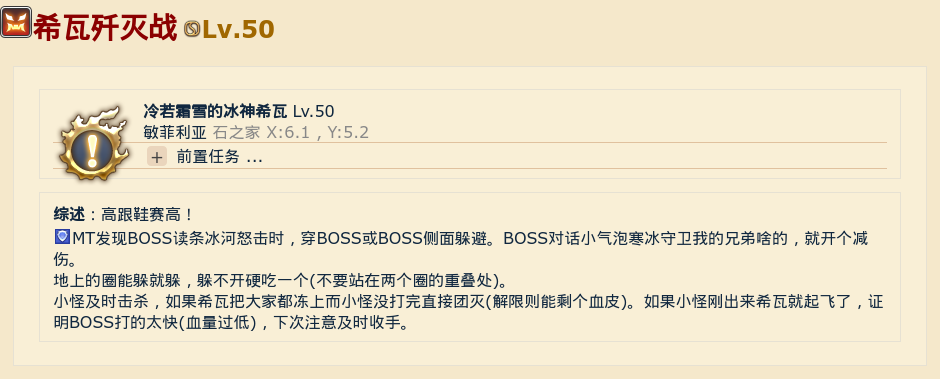 希瓦歼灭战 Lv.50
冷若霜雪的冰神希瓦 Lv.50
敏菲利亚 石之家 X:6.1 , Y:5.2
+ 前置任务 ...
综述：高跟鞋赛高！
MT发现BOSS读条冰河怒击时，穿BOSS或BOSS侧面躲避。BOSS对话小气泡寒冰守卫我的兄弟啥的，就开个减
伤。
地上的圈能躲就躲，躲不开硬吃一个(不要站在两个圈的重叠处)。
小怪及时击杀，如果希瓦把大家都冻上而小怪没打完直接团灭(解限则能剩个血皮)。如果小怪刚出来希瓦就起飞了，证
明BOSS打的太快(血量过低)，下次注意及时收手。